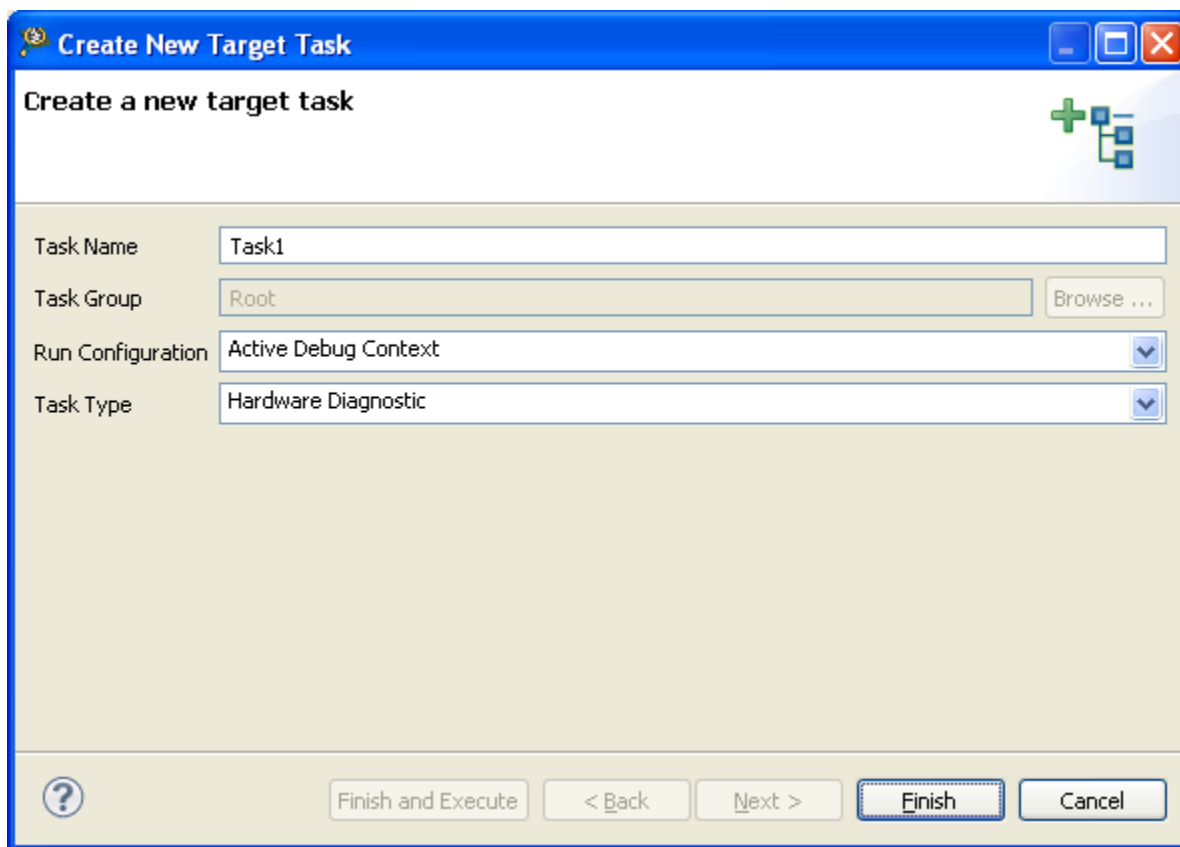 Create New Target Task
Create a new target task
Task Name Task1
Task Group Root Browse ...
Run Configuration Active Debug Context
Task Type Hardware Diagnostic
? Finish and Execute < Back Next > Finish Cancel